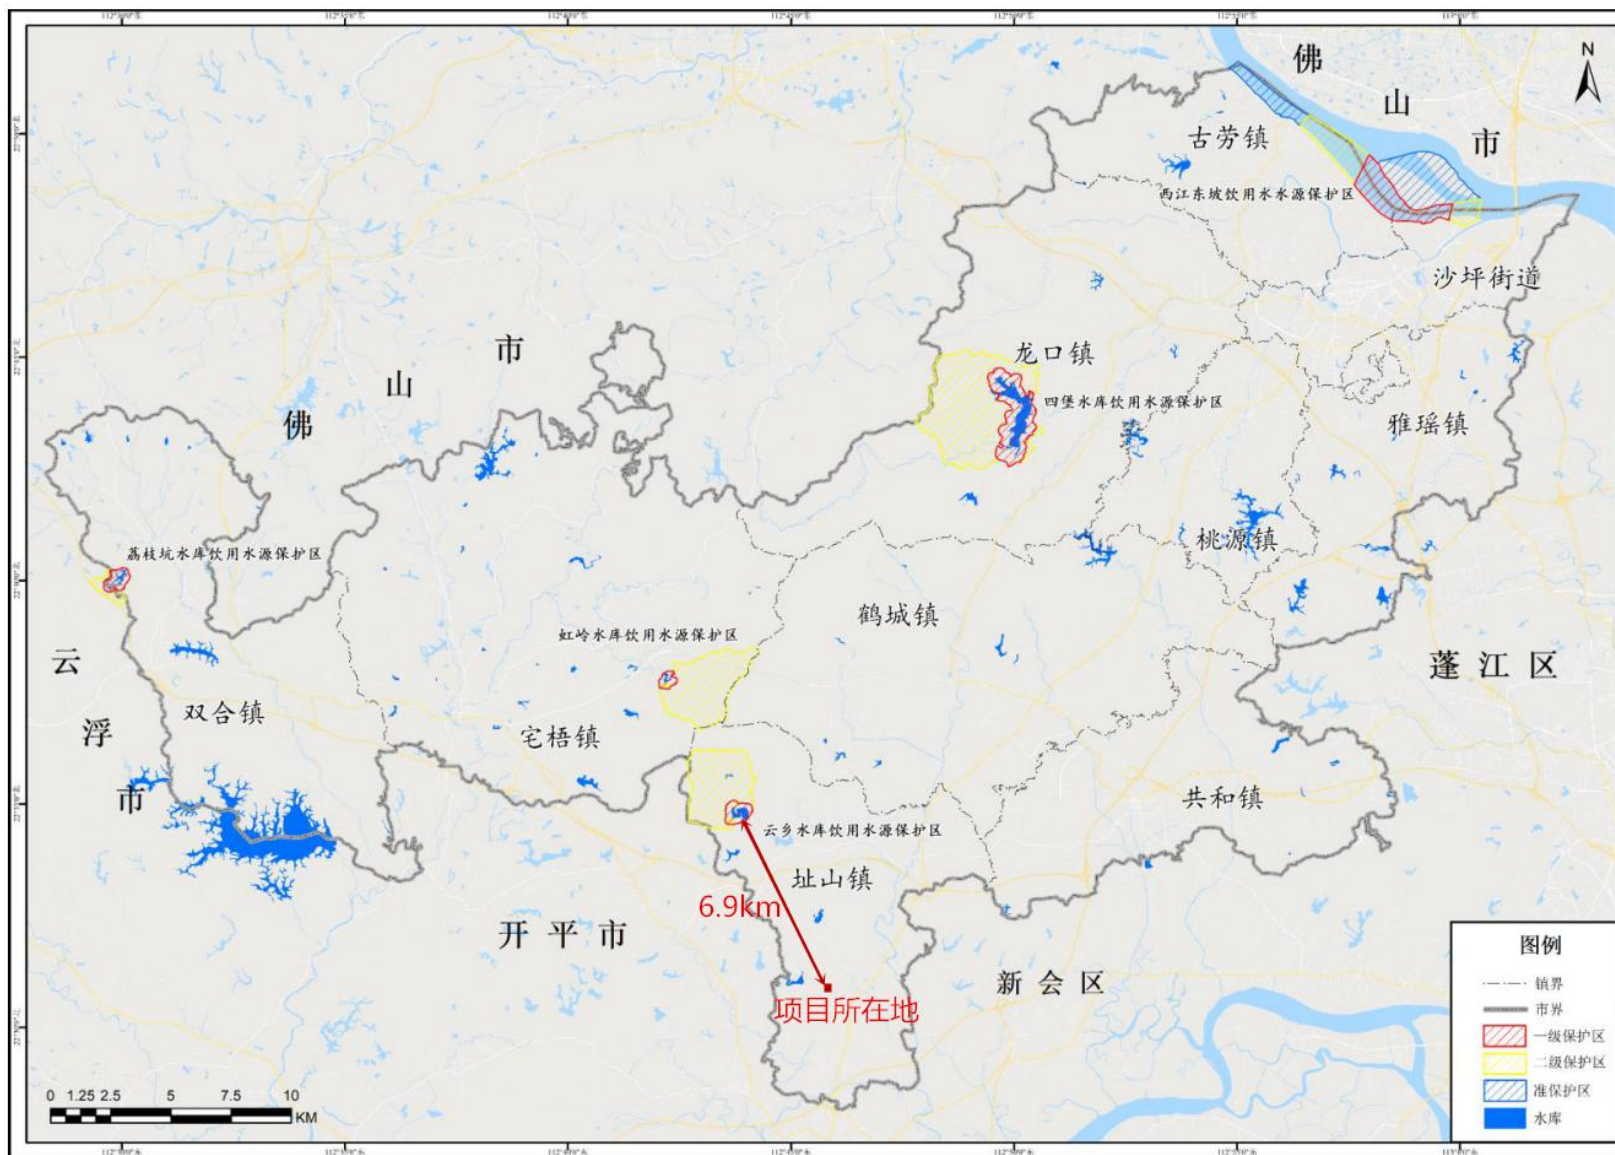 N
佛
山
市
古劳镇
西江东坡饮用水水源保护区
沙坪街道
市
山
佛
龙口镇
四堡水库饮用水源保护区
雅瑶镇
荔枝坑水库饮用水源保护区
桃源镇
鹤城镇
虹岭水库饮用水源保护区
云
浮
市
双合镇
宅梧镇
蓬江区
共和镇
云乡水库饮用水源保护区
址山镇
6.9km
开平市
新会区
项目所在地
图例
镇界
市界
一级保护区
二级保护区
准保护区
水库
0 1.25 2.5 5 7.5 10
KM